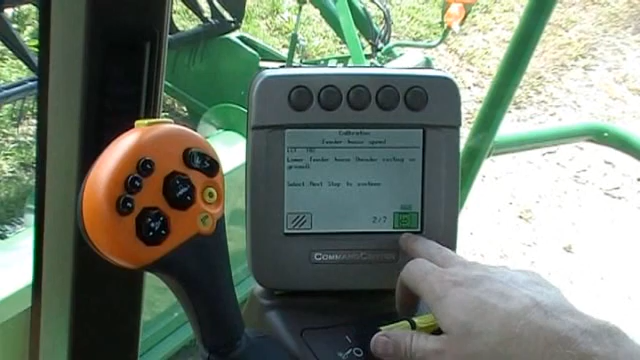 Calibration
Feeder house speed
Lower feeder house (header resting on
ground).
Select Next Step to continue
2/7
COMMANDCENTER